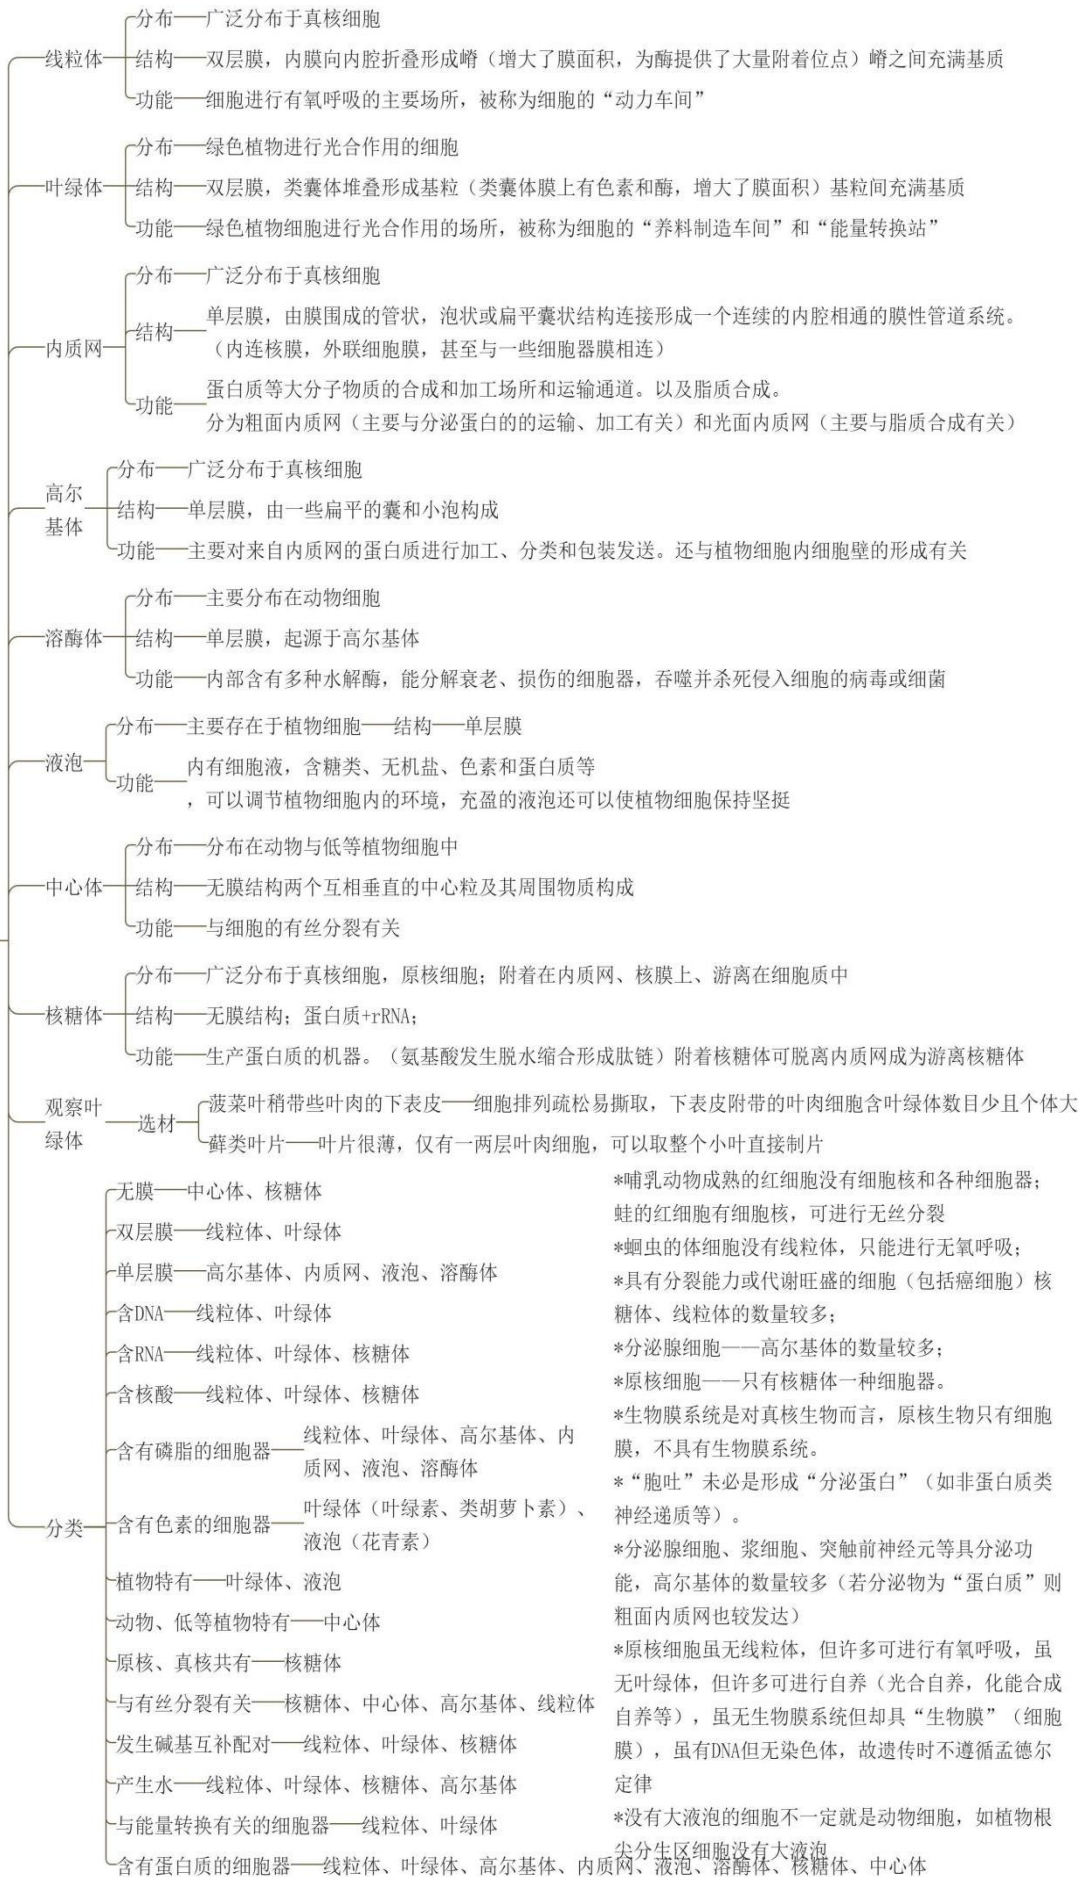 线粒体
分布 广泛分布于真核细胞
结构 双层膜，内膜向内腔折叠形成嵴（增大了膜面积，为酶提供了大量附着位点）嵴之间充满基质
功能 细胞进行有氧呼吸的主要场所，被称为细胞的“动力车间”
叶绿体
分布 绿色植物进行光合作用的细胞
结构 双层膜，类囊体堆叠形成基粒（类囊体膜上有色素和酶，增大了膜面积）基粒间充满基质
功能 绿色植物细胞进行光合作用的场所，被称为细胞的“养料制造车间”和“能量转换站”
内质网
分布 广泛分布于真核细胞
结构 单层膜，由膜围成的管状，泡状或扁平囊状结构连接形成一个连续的内腔相通的膜性管道系统。
（内连核膜，外联细胞膜，甚至与一些细胞器膜相连）
功能 蛋白质等大分子物质的合成和加工场所和运输通道。以及脂质合成。
分为粗面内质网（主要与分泌蛋白的的运输、加工有关）和光面内质网（主要与脂质合成有关）
高尔
基体
分布 广泛分布于真核细胞
结构 单层膜，由一些扁平的囊和小泡构成
功能 主要对来自内质网的蛋白质进行加工、分类和包装发送。还与植物细胞内细胞壁的形成有关
溶酶体
分布 主要分布在动物细胞
结构 单层膜，起源于高尔基体
功能 内部含有多种水解酶，能分解衰老、损伤的细胞器，吞噬并杀死侵入细胞的病毒或细菌
液泡
分布 主要存在于植物细胞 结构 单层膜
功能 内有细胞液，含糖类、无机盐、色素和蛋白质等
，可以调节植物细胞内的环境，充盈的液泡还可以使植物细胞保持坚挺
中心体
分布 分布在动物与低等植物细胞中
结构 无膜结构两个互相垂直的中心粒及其周围物质构成
功能 与细胞的有丝分裂有关
核糖体
分布 广泛分布于真核细胞，原核细胞；附着在内质网、核膜上、游离在细胞质中
结构 无膜结构；蛋白质+rRNA；
功能 生产蛋白质的机器。（氨基酸发生脱水缩合形成肽链）附着核糖体可脱离内质网成为游离核糖体
观察叶
绿体
选材
菠菜叶稍带些叶肉的下表皮 细胞排列疏松易撕取，下表皮附带的叶肉细胞含叶绿体数目少且个体大
藓类叶片 叶片很薄，仅有一两层叶肉细胞，可以取整个小叶直接制片
分类
无膜 中心体、核糖体
双层膜 线粒体、叶绿体
单层膜 高尔基体、内质网、液泡、溶酶体
含DNA 线粒体、叶绿体
含RNA 线粒体、叶绿体、核糖体
含核酸 线粒体、叶绿体、核糖体
含有磷脂的细胞器 线粒体、叶绿体、高尔基体、内
质网、液泡、溶酶体
含有色素的细胞器 叶绿体（叶绿素、类胡萝卜素）、
液泡（花青素）
植物特有 叶绿体、液泡
动物、低等植物特有 中心体
原核、真核共有 核糖体
与有丝分裂有关 核糖体、中心体、高尔基体、线粒体
发生碱基互补配对 线粒体、叶绿体、核糖体
产生水 线粒体、叶绿体、核糖体、高尔基体
与能量转换有关的细胞器 线粒体、叶绿体
含有蛋白质的细胞器 线粒体、叶绿体、高尔基体、内质网、液泡、溶酶体、核糖体、中心体
*哺乳动物成熟的红细胞没有细胞核和各种细胞器；
蛙的红细胞有细胞核，可进行无丝分裂
*蛔虫的体细胞没有线粒体，只能进行无氧呼吸；
*具有分裂能力或代谢旺盛的细胞（包括癌细胞）核
糖体、线粒体的数量较多；
*分泌腺细胞——高尔基体的数量较多；
*原核细胞——只有核糖体一种细胞器。
*生物膜系统是对真核生物而言，原核生物只有细胞
膜，不具有生物膜系统。
*“胞吐”未必是形成“分泌蛋白”（如非蛋白质类
神经递质等）。
*分泌腺细胞、浆细胞、突触前神经元等具分泌功
能，高尔基体的数量较多（若分泌物为“蛋白质”则
粗面内质网也较发达）
*原核细胞虽无线粒体，但许多可进行有氧呼吸，虽
无叶绿体，但许多可进行自养（光合自养，化能合成
自养等），虽无生物膜系统但却具“生物膜”（细胞
膜），虽有DNA但无染色体，故遗传时不遵循孟德尔
定律
*没有大液泡的细胞不一定就是动物细胞，如植物根
尖分生区细胞没有大液泡